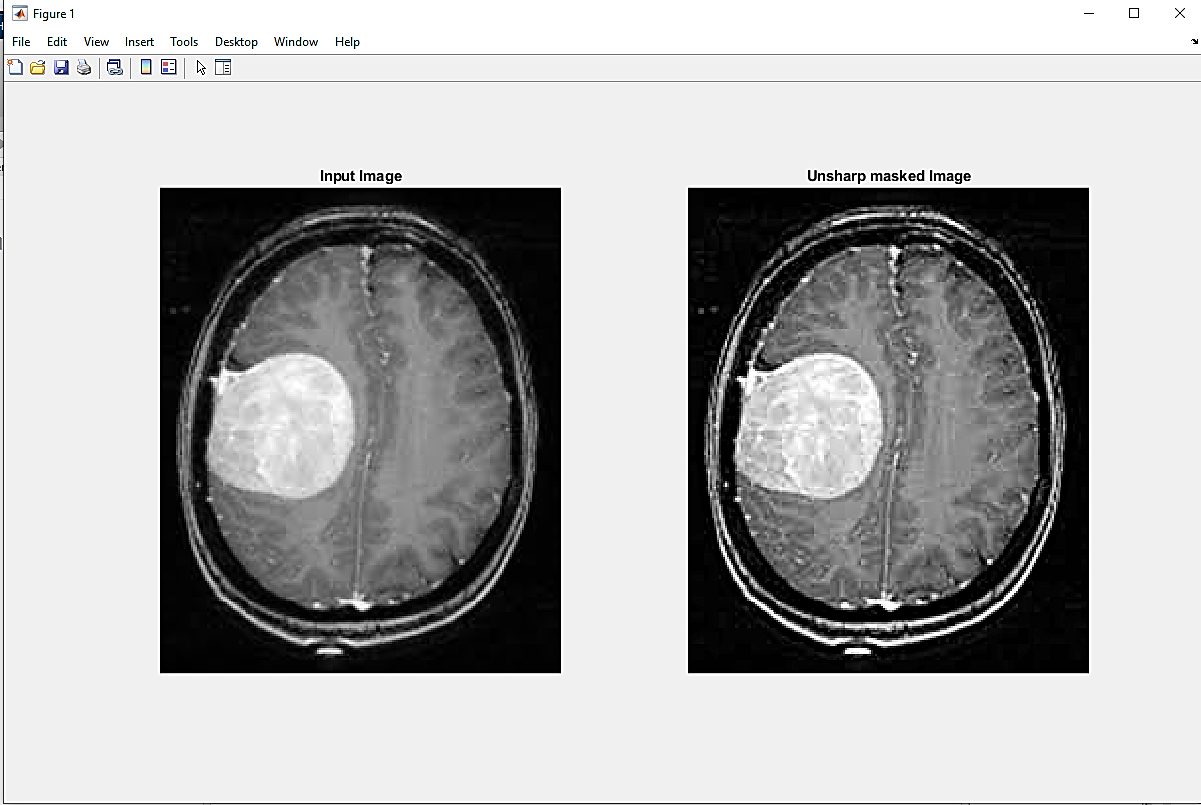 Figure 1
File Edit View Insert Tools Desktop Window Help
Input Image
Unsharp masked Image